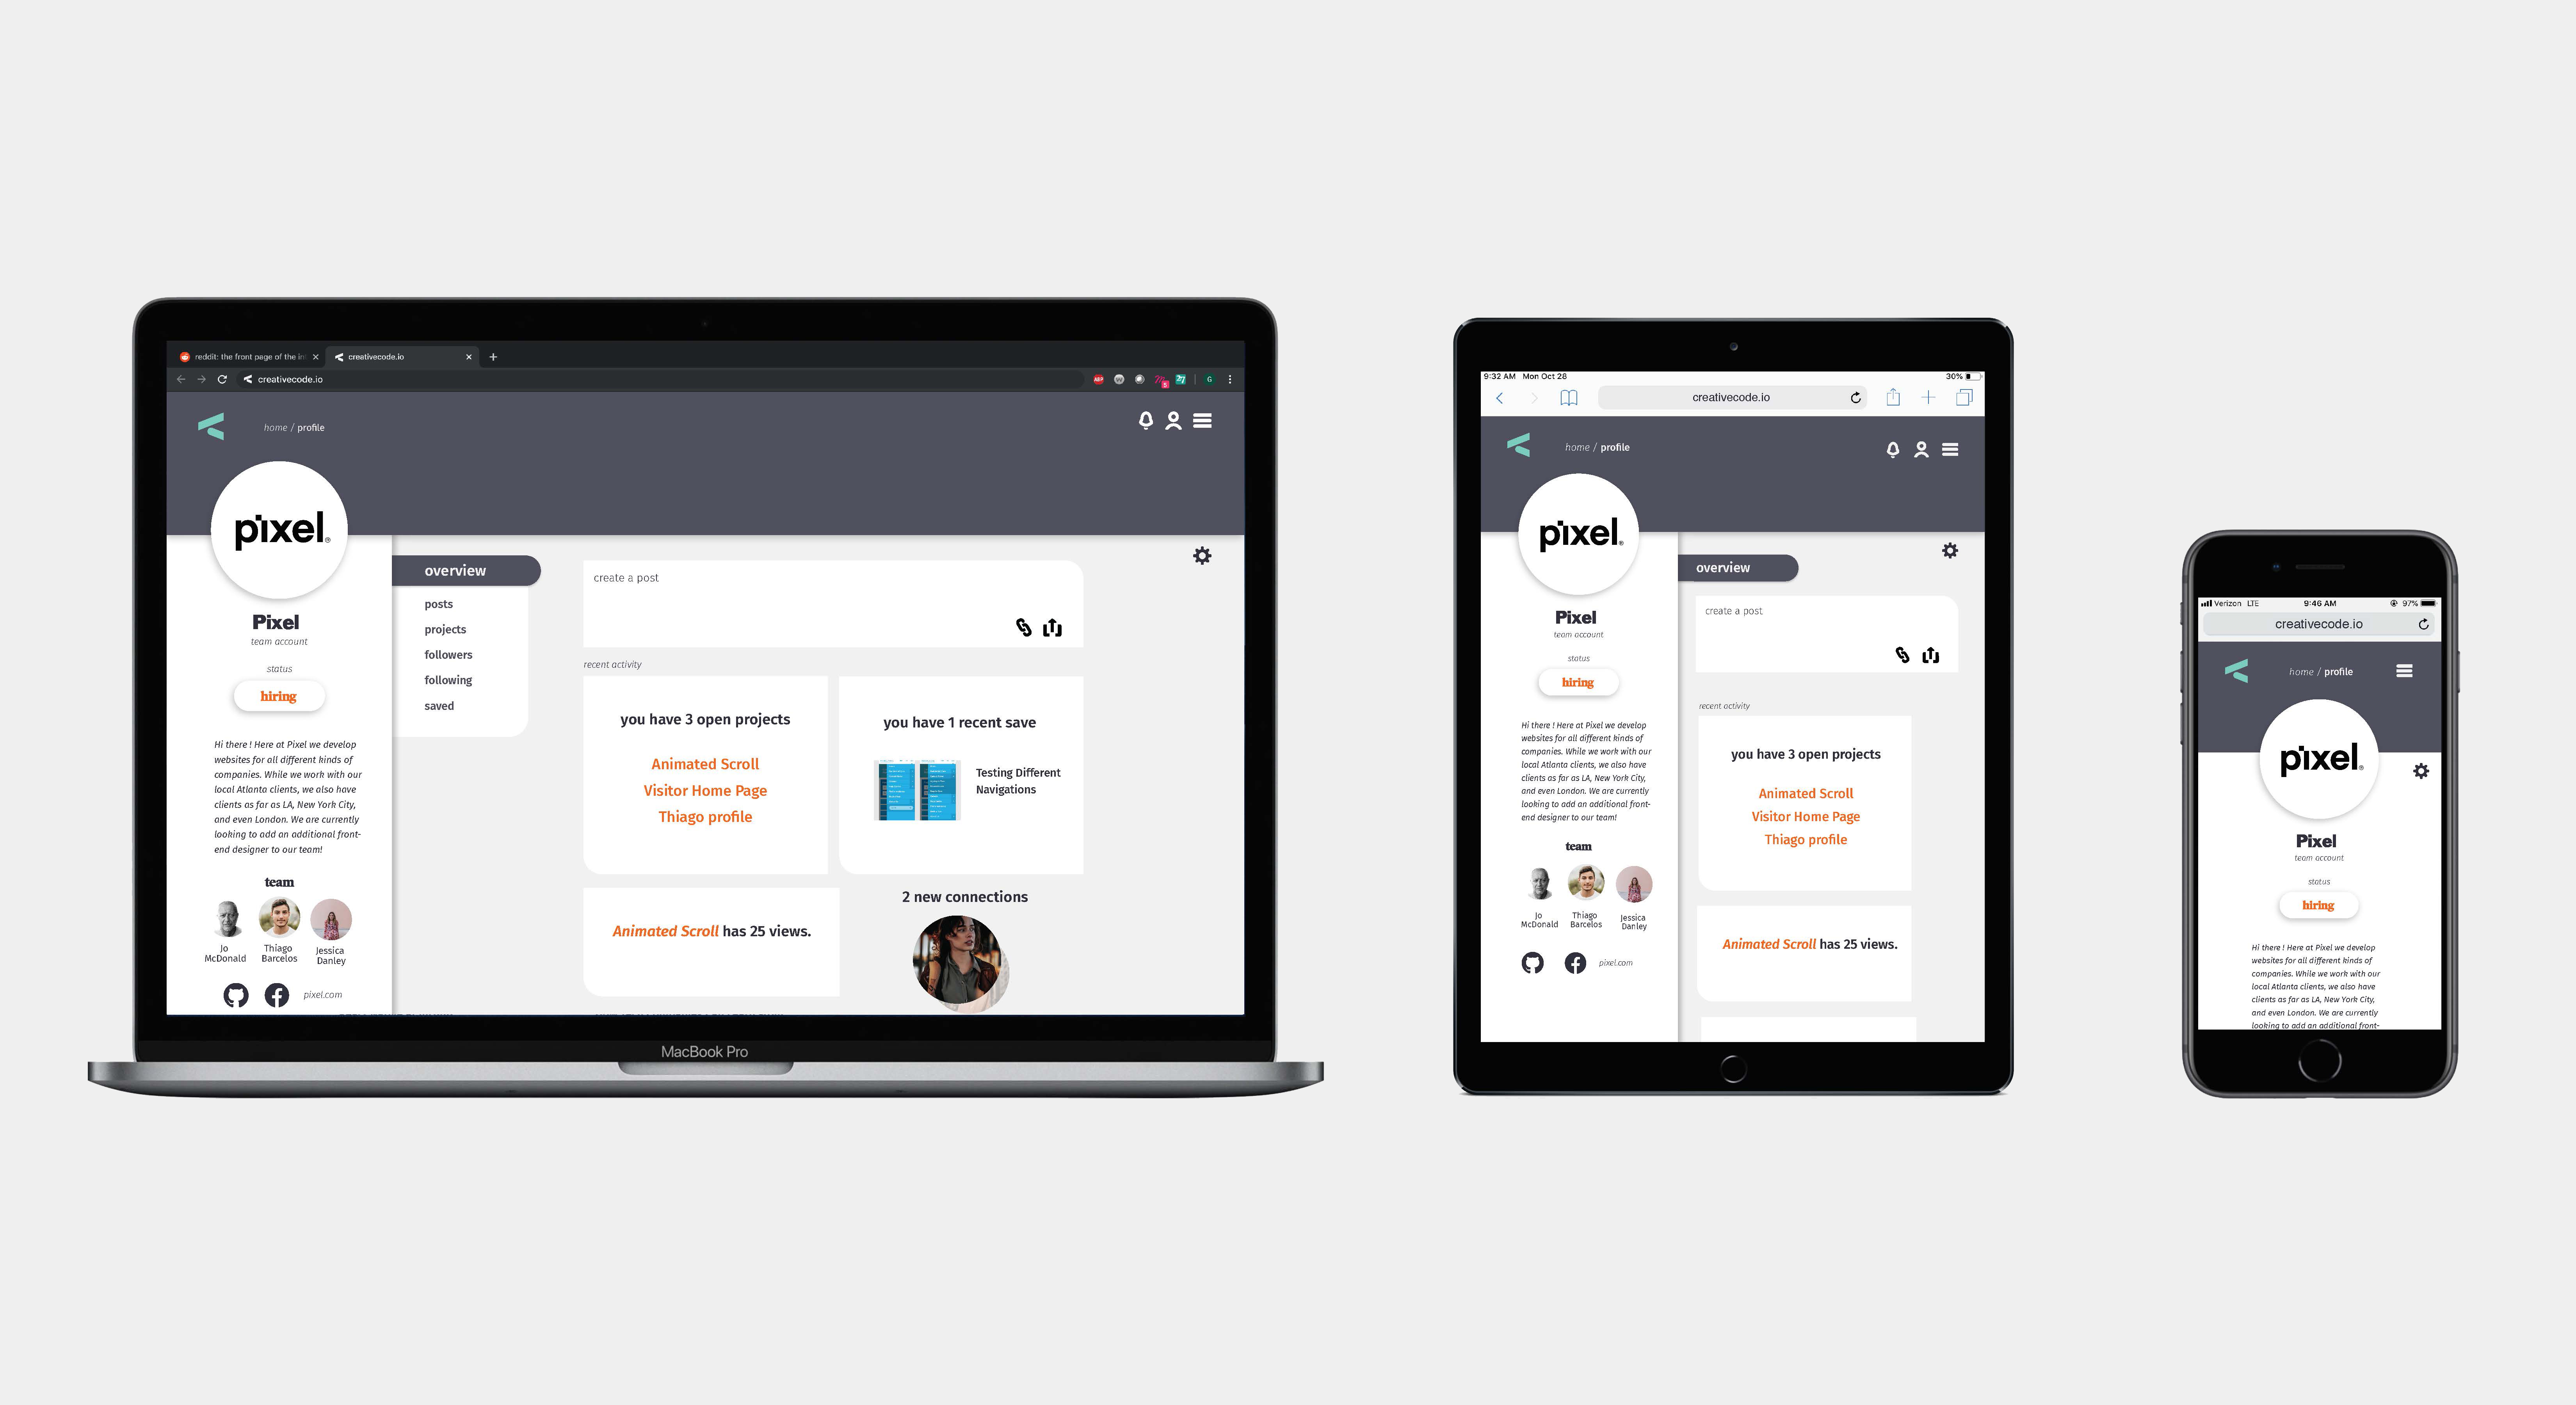 reddit: the front page of the in
creativecode.io
creativecode.io
G
home / profile
pixel
Pixel
team account
status
hiring
Hi there ! Here at Pixel we develop
websites for all different kinds of
companies. While we work with our
local Atlanta clients, we also have
clients as far as LA, New York City,
and even London. We are currently
looking to add an additional front-
end designer to our team!
team
Jo
McDonald
Thiago
Barcelos
Jessica
Danley
pixel.com
overview
posts
projects
followers
following
saved
create a post
recent activity
you have 3 open projects
Animated Scroll
Visitor Home Page
Thiago profile
you have 1 recent save
Testing Different
Navigations
Animated Scroll has 25 views.
2 new connections
MacBook Pro
9:32 AM Mon Oct 28
30%
creativecode.io
home / profile
pixel
Pixel
team account
status
hiring
Hi there ! Here at Pixel we develop
websites for all different kinds of
companies. While we work with our
local Atlanta clients, we also have
clients as far as LA, New York City,
and even London. We are currently
looking to add an additional front-
end designer to our team!
team
Jo
McDonald
Thiago
Barcelos
Jessica
Danley
pixel.com
overview
create a post
recent activity
you have 3 open projects
Animated Scroll
Visitor Home Page
Thiago profile
Animated Scroll has 25 views.
Verizon LTE
9:46 AM
97%
creativecode.io
home / profile
pixel
Pixel
team account
status
hiring
Hi there ! Here at Pixel we develop
websites for all different kinds of
companies. While we work with our
local Atlanta clients, we also have
clients as far as LA, New York City,
and even London. We are currently
looking to add an additional front-